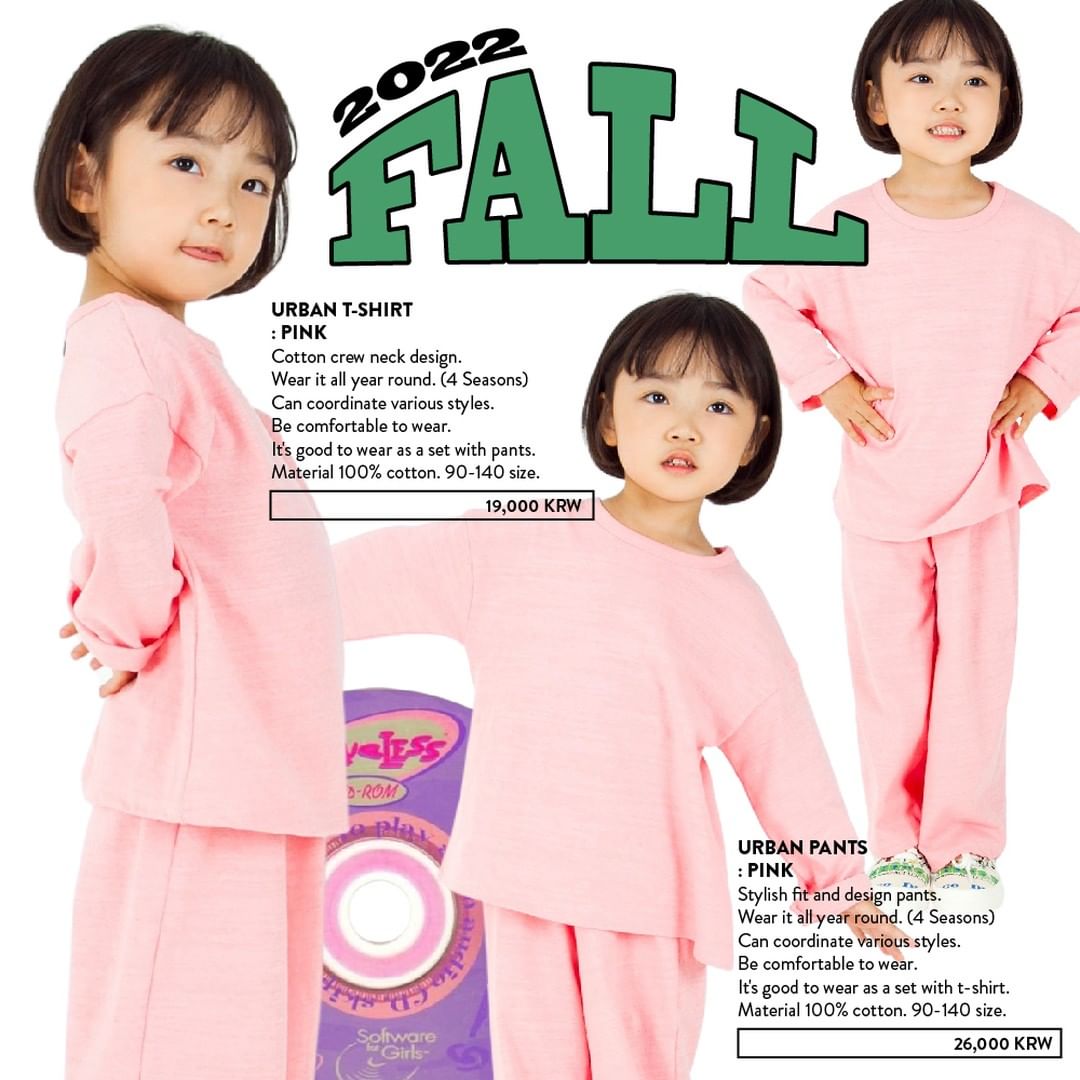 2022
FALL
URBAN T-SHIRT
: PINK
Cotton crew neck design.
Wear it all year round. (4 Seasons)
Can coordinate various styles.
Be comfortable to wear.
It's good to wear as a set with pants.
Material 100% cotton. 90-140 size.
19,000 KRW
to play
audio CD
Software
for Girls
URBAN PANTS
: PINK
Stylish fit and design pants.
Wear it all year round. (4 Seasons)
Can coordinate various styles.
Be comfortable to wear.
It's good to wear as a set with t-shirt.
Material 100% cotton. 90-140 size.
26,000 KRW